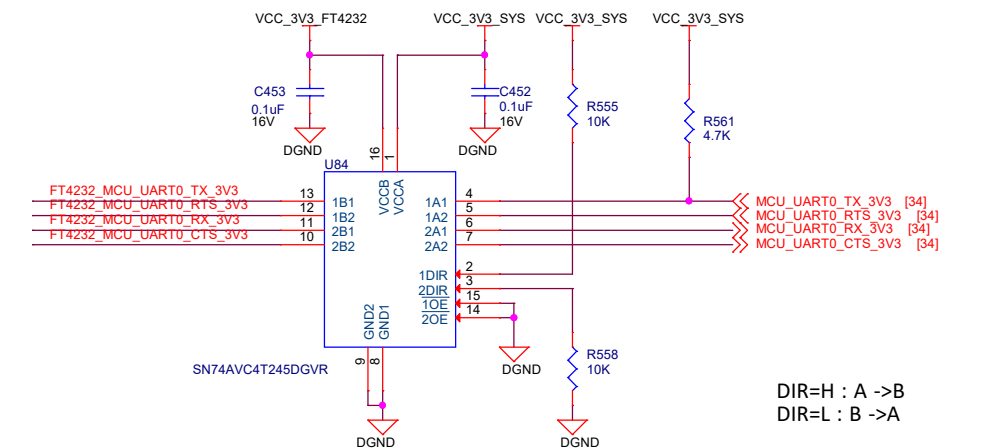 VCC_3V3_FT4232
VCC_3V3_SYS
VCC_3V3_SYS
VCC_3V3_SYS
C453
0.1uF
16V
DGND
C452
0.1uF
16V
DGND
R555
10K
R561
4.7K
U84
16
1
VCCB
VCCA
FT4232_MCU_UART0_TX_3V3
13
1B1
1A1
4
MCU_UART0_TX_3V3 [34]
FT4232_MCU_UART0_RTS_3V3
12
1B2
1A2
5
MCU_UART0_RTS_3V3 [34]
FT4232_MCU_UART0_RX_3V3
11
2B1
2A1
6
MCU_UART0_RX_3V3 [34]
FT4232_MCU_UART0_CTS_3V3
10
2B2
2A2
7
MCU_UART0_CTS_3V3 [34]
1DIR
2
2DIR
3
1OE
15
2OE
14
GND2
GND1
9
8
SN74AVC4T245DGVR
DGND
DGND
R558
10K
DGND
DIR=H : A ->B
DIR=L : B ->A